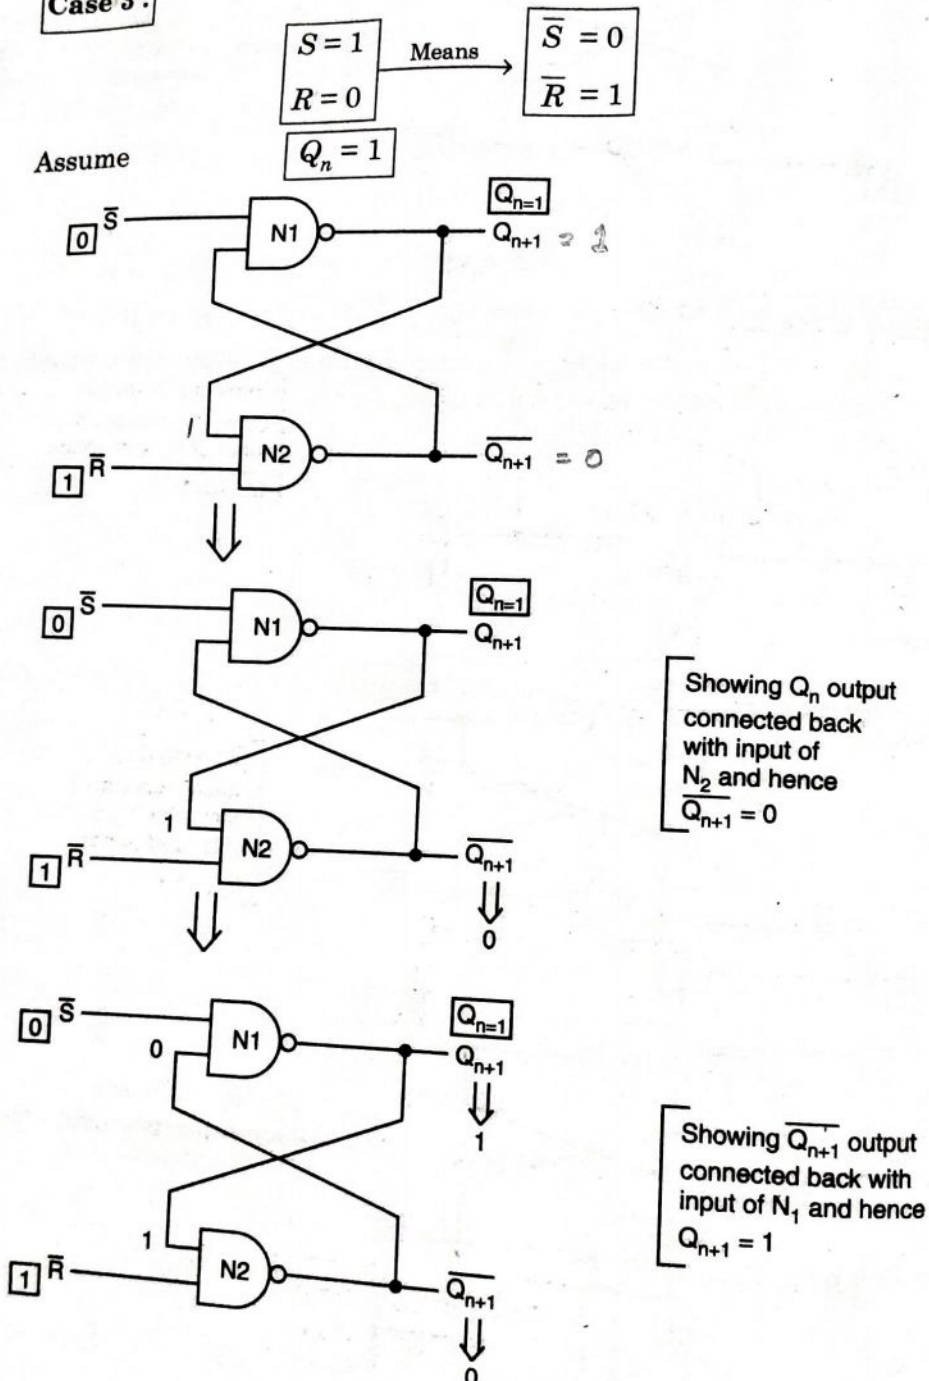 Case 3 :
S = 1
R = 0
Means
S̅ = 0
R̅ = 1
Assume
Qₙ = 1
0 S̅
N1
Qₙ₌₁
Qₙ₊₁ = 1
1
1 R̅
N2
Q̅ₙ₊₁ = 0
0 S̅
N1
Qₙ₌₁
Qₙ₊₁
1
1 R̅
N2
Q̅ₙ₊₁
0
Showing Qₙ output
connected back
with input of
N₂ and hence
Q̅ₙ₊₁ = 0
0 S̅
0
N1
Qₙ₌₁
Qₙ₊₁
1
1
1 R̅
N2
Q̅ₙ₊₁
0
Showing Q̅ₙ₊₁ output
connected back with
input of N₁ and hence
Qₙ₊₁ = 1